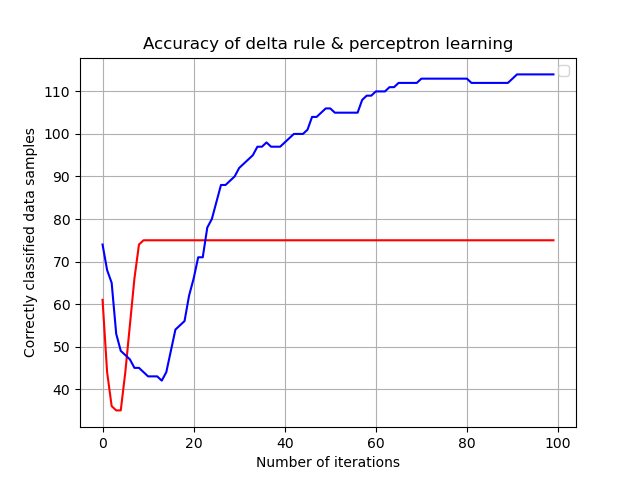 Accuracy of delta rule & perceptron learning
Correctly classified data samples
110
100
90
80
70
60
50
40
0 20 40 60 80 100
Number of iterations